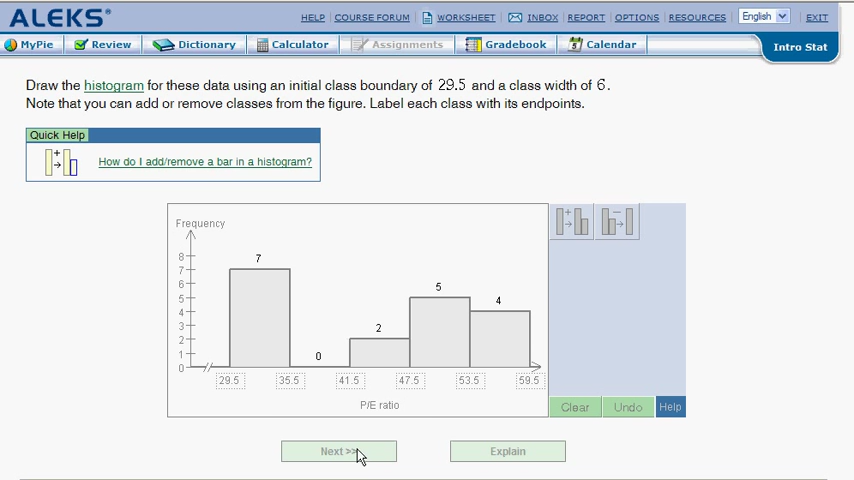 ALEKS®
HELP COURSE FORUM WORKSHEET INBOX REPORT OPTIONS RESOURCES English EXIT
MyPie Review Dictionary Calculator Assignments Gradebook Calendar Intro Stat
Draw the histogram for these data using an initial class boundary of 29.5 and a class width of 6.
Note that you can add or remove classes from the figure. Label each class with its endpoints.
Quick Help
How do I add/remove a bar in a histogram?
Frequency
8
7
6
5
4
3
2
1
0
7
0
2
5
4
29.5 35.5 41.5 47.5 53.5 59.5
P/E ratio
Clear Undo Help
Next >> Explain